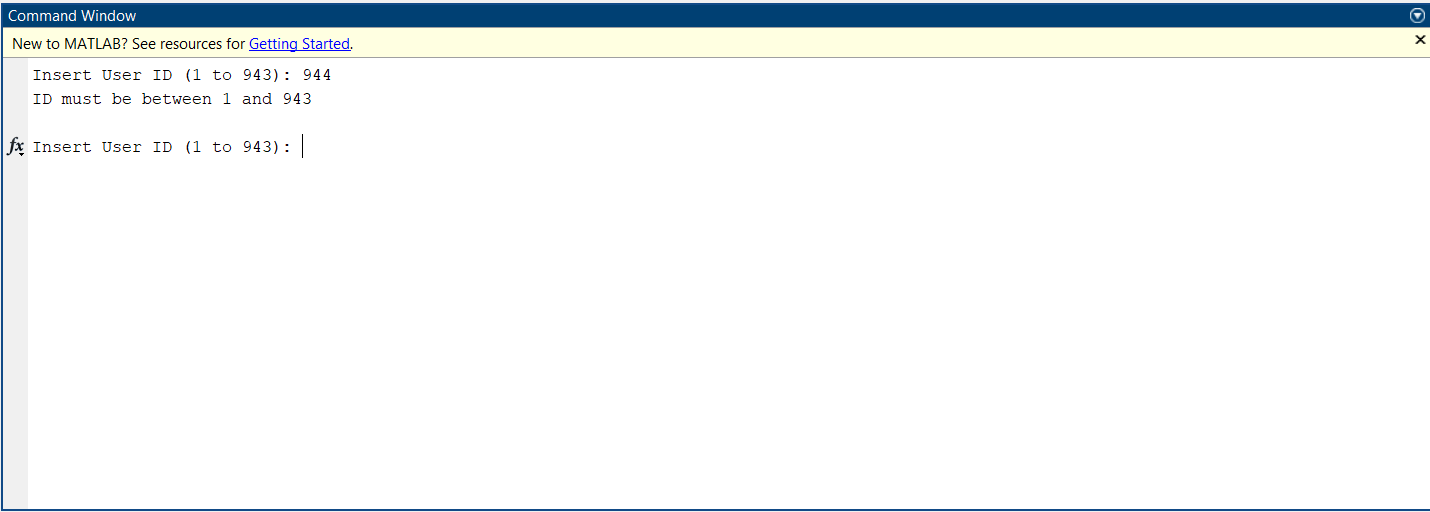 Command Window
New to MATLAB? See resources for Getting Started.
Insert User ID (1 to 943): 944
ID must be between 1 and 943
fx Insert User ID (1 to 943):